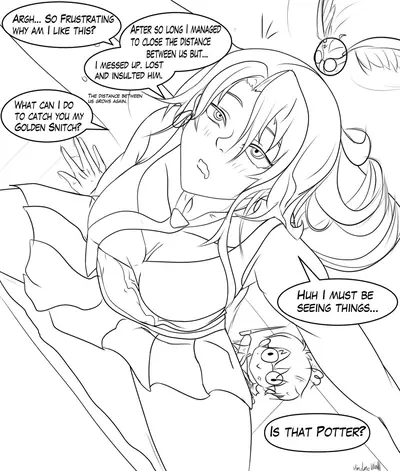 Argh... So Frustrating
why am I like this?
After so long I managed
to close the distance
between us but...
I messed up. lost
and insulted him.
The distance between
us grows again.
What can I do
to catch you my
Golden Snitch?
Huh I must be
seeing things...
Is that Potter?